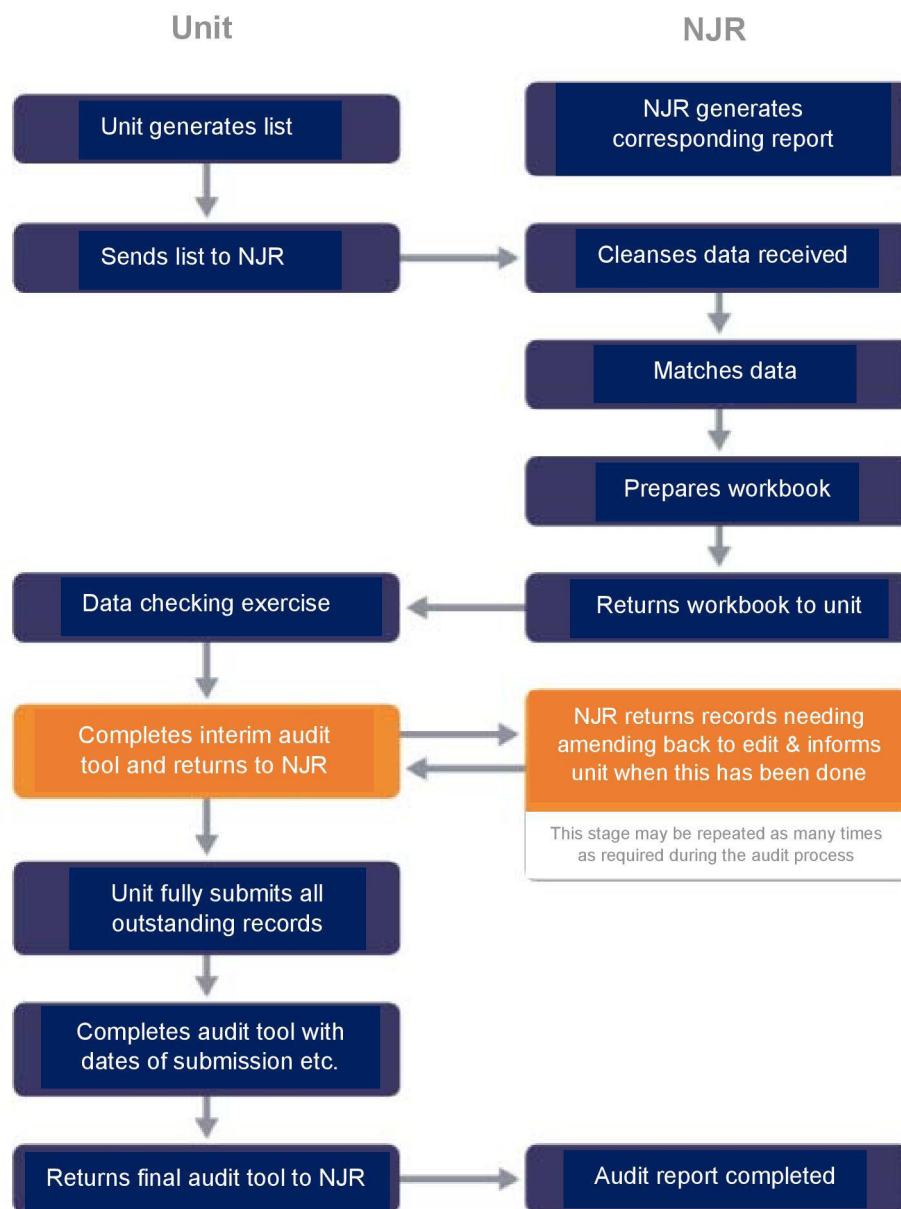 Unit
NJR
Unit generates list
NJR generates
corresponding report
Sends list to NJR
Cleanses data received
Matches data
Prepares workbook
Data checking exercise
Returns workbook to unit
Completes interim audit
tool and returns to NJR
NJR returns records needing
amending back to edit & informs
unit when this has been done
This stage may be repeated as many times
as required during the audit process
Unit fully submits all
outstanding records
Completes audit tool with
dates of submission etc.
Returns final audit tool to NJR
Audit report completed